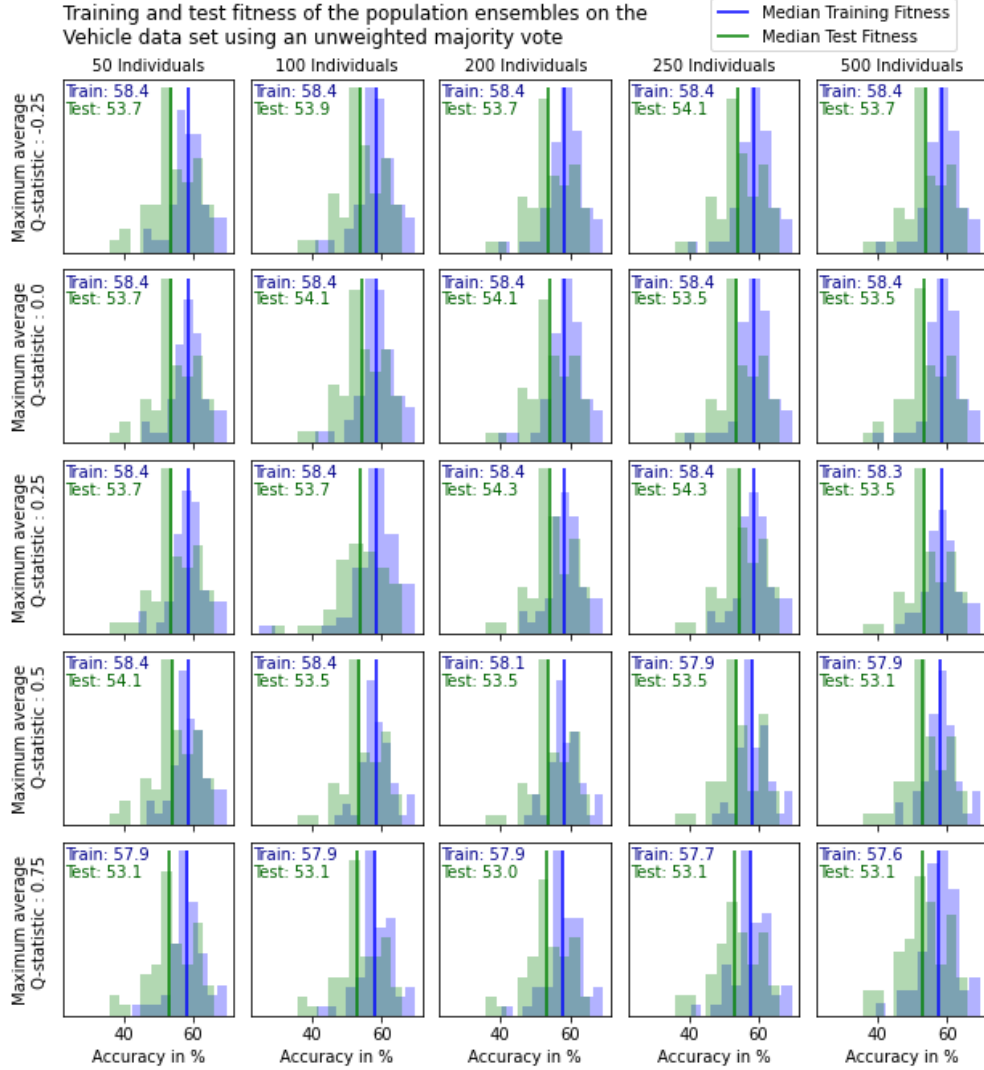 Training and test fitness of the population ensembles on the
Vehicle data set using an unweighted majority vote
Median Training Fitness
Median Test Fitness
50 Individuals
100 Individuals
200 Individuals
250 Individuals
500 Individuals
Maximum average
Q-statistic : -0.25
Train: 58.4
Test: 53.7
Train: 58.4
Test: 53.9
Train: 58.4
Test: 53.7
Train: 58.4
Test: 54.1
Train: 58.4
Test: 53.7
Maximum average
Q-statistic : 0.0
Train: 58.4
Test: 53.7
Train: 58.4
Test: 54.1
Train: 58.4
Test: 54.1
Train: 58.4
Test: 53.5
Train: 58.4
Test: 53.5
Maximum average
Q-statistic : 0.25
Train: 58.4
Test: 53.7
Train: 58.4
Test: 53.7
Train: 58.4
Test: 54.3
Train: 58.4
Test: 54.3
Train: 58.3
Test: 53.5
Maximum average
Q-statistic : 0.5
Train: 58.4
Test: 54.1
Train: 58.4
Test: 53.5
Train: 58.1
Test: 53.5
Train: 57.9
Test: 53.5
Train: 57.9
Test: 53.1
Maximum average
Q-statistic : 0.75
Train: 57.9
Test: 53.1
Train: 57.9
Test: 53.1
Train: 57.9
Test: 53.0
Train: 57.7
Test: 53.1
Train: 57.6
Test: 53.1
40 60
40 60
40 60
40 60
40 60
Accuracy in %
Accuracy in %
Accuracy in %
Accuracy in %
Accuracy in %